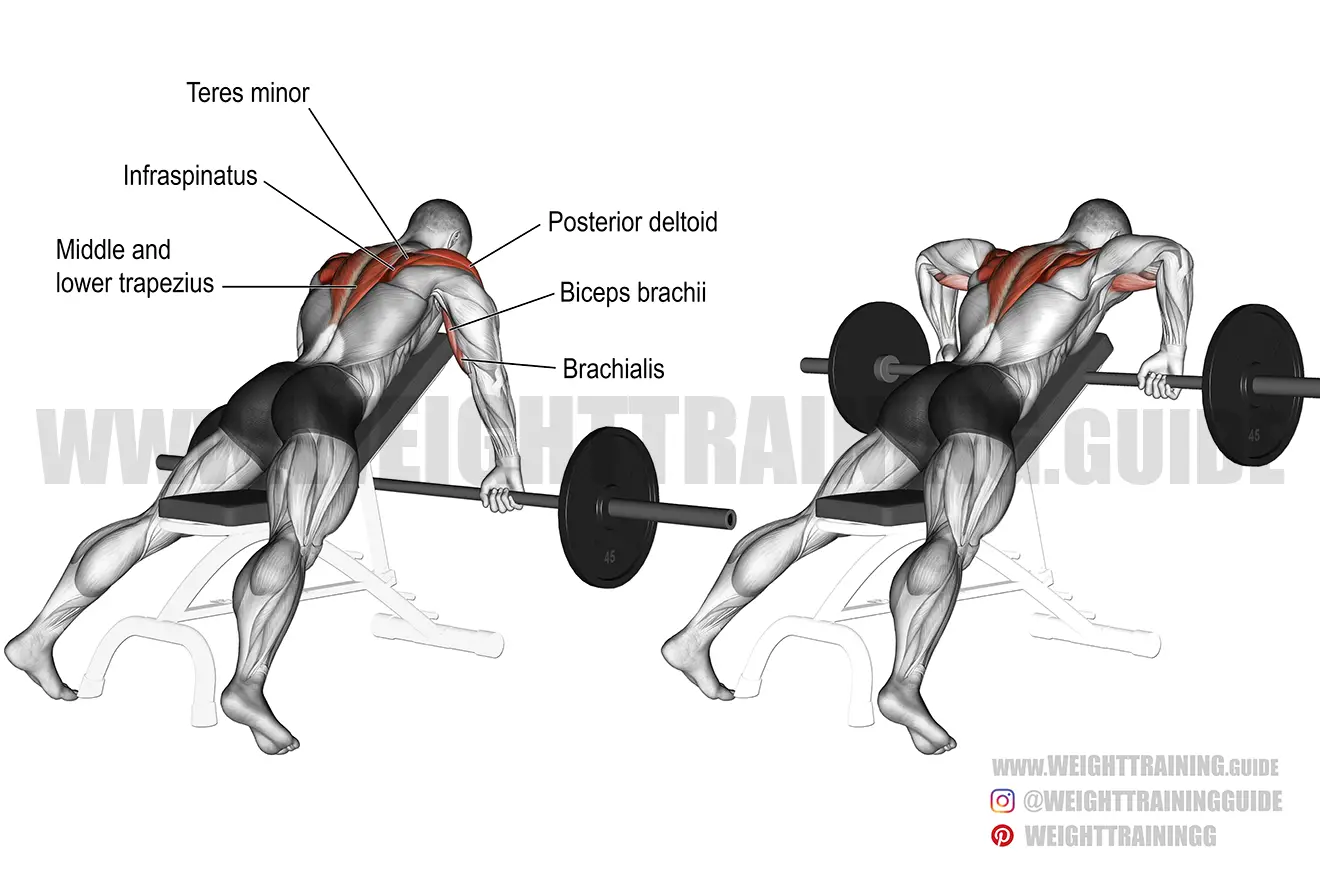 Teres minor
Infraspinatus
Posterior deltoid
Middle and
lower trapezius
Biceps brachii
Brachialis
WWW.WEIGHTTRAINING.GUIDE
45
45
WWW.WEIGHTTRAINING.GUIDE
@WEIGHTTRAININGGUIDE
WEIGHTTRAININGG